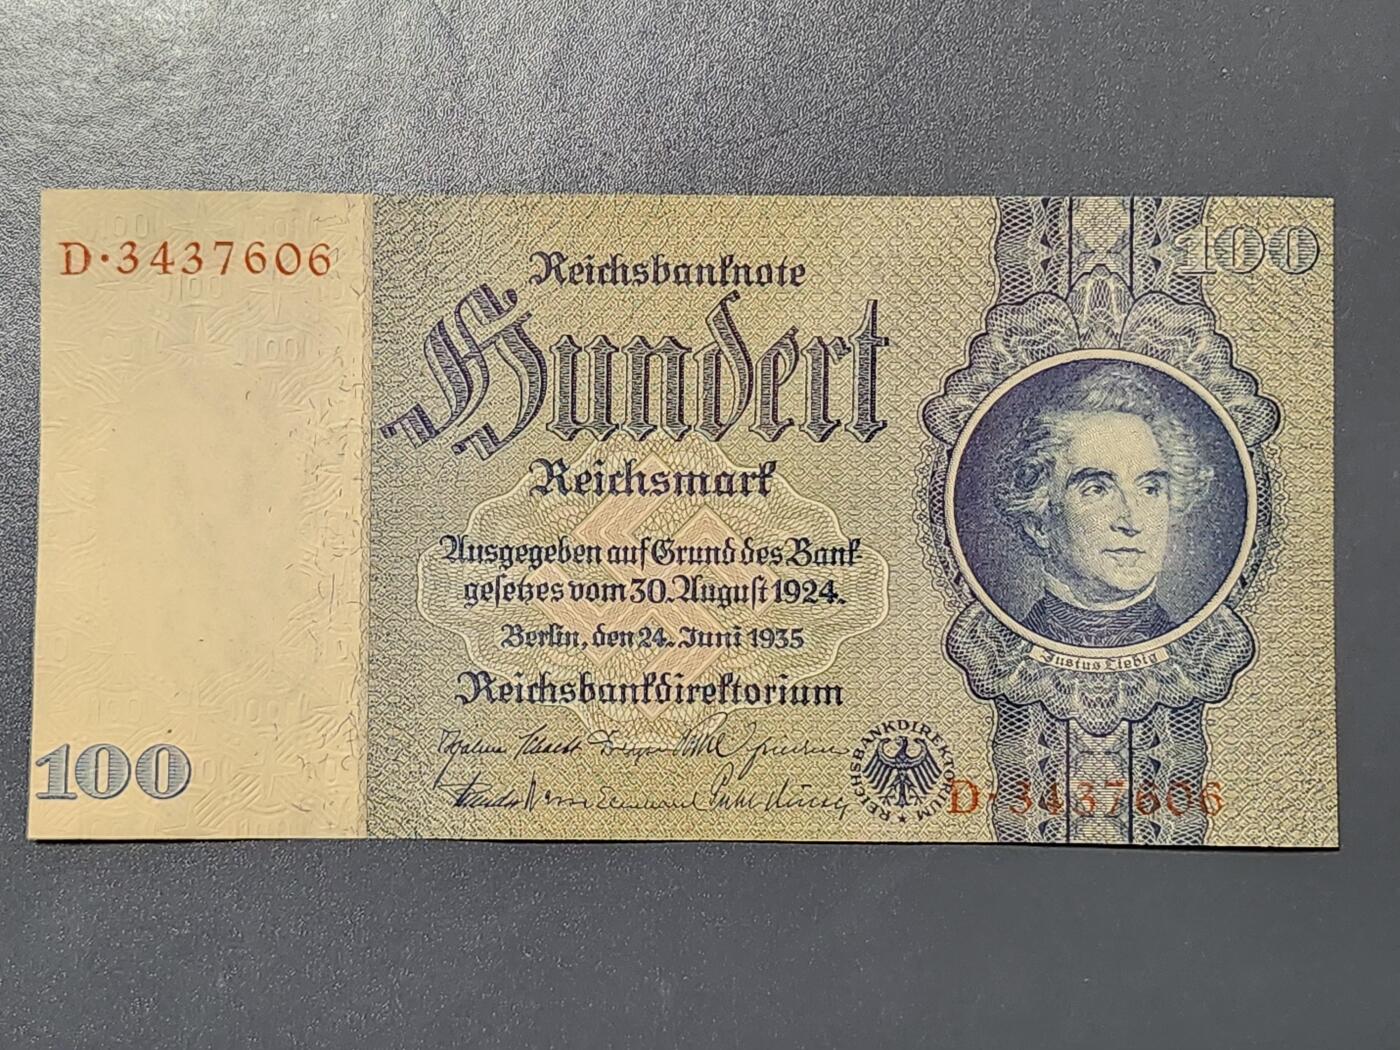 D·3437606
100
Reichsbanknote
Hundert
Reichsmark
Ausgegeben auf Grund des Bank-
gesetzes vom 30. August 1924.
Berlin, den 24. Juni 1935
Reichsbankdirektorium
Justus Liebig
REICHSBANKDIREKTORIUM
D·3437606
100